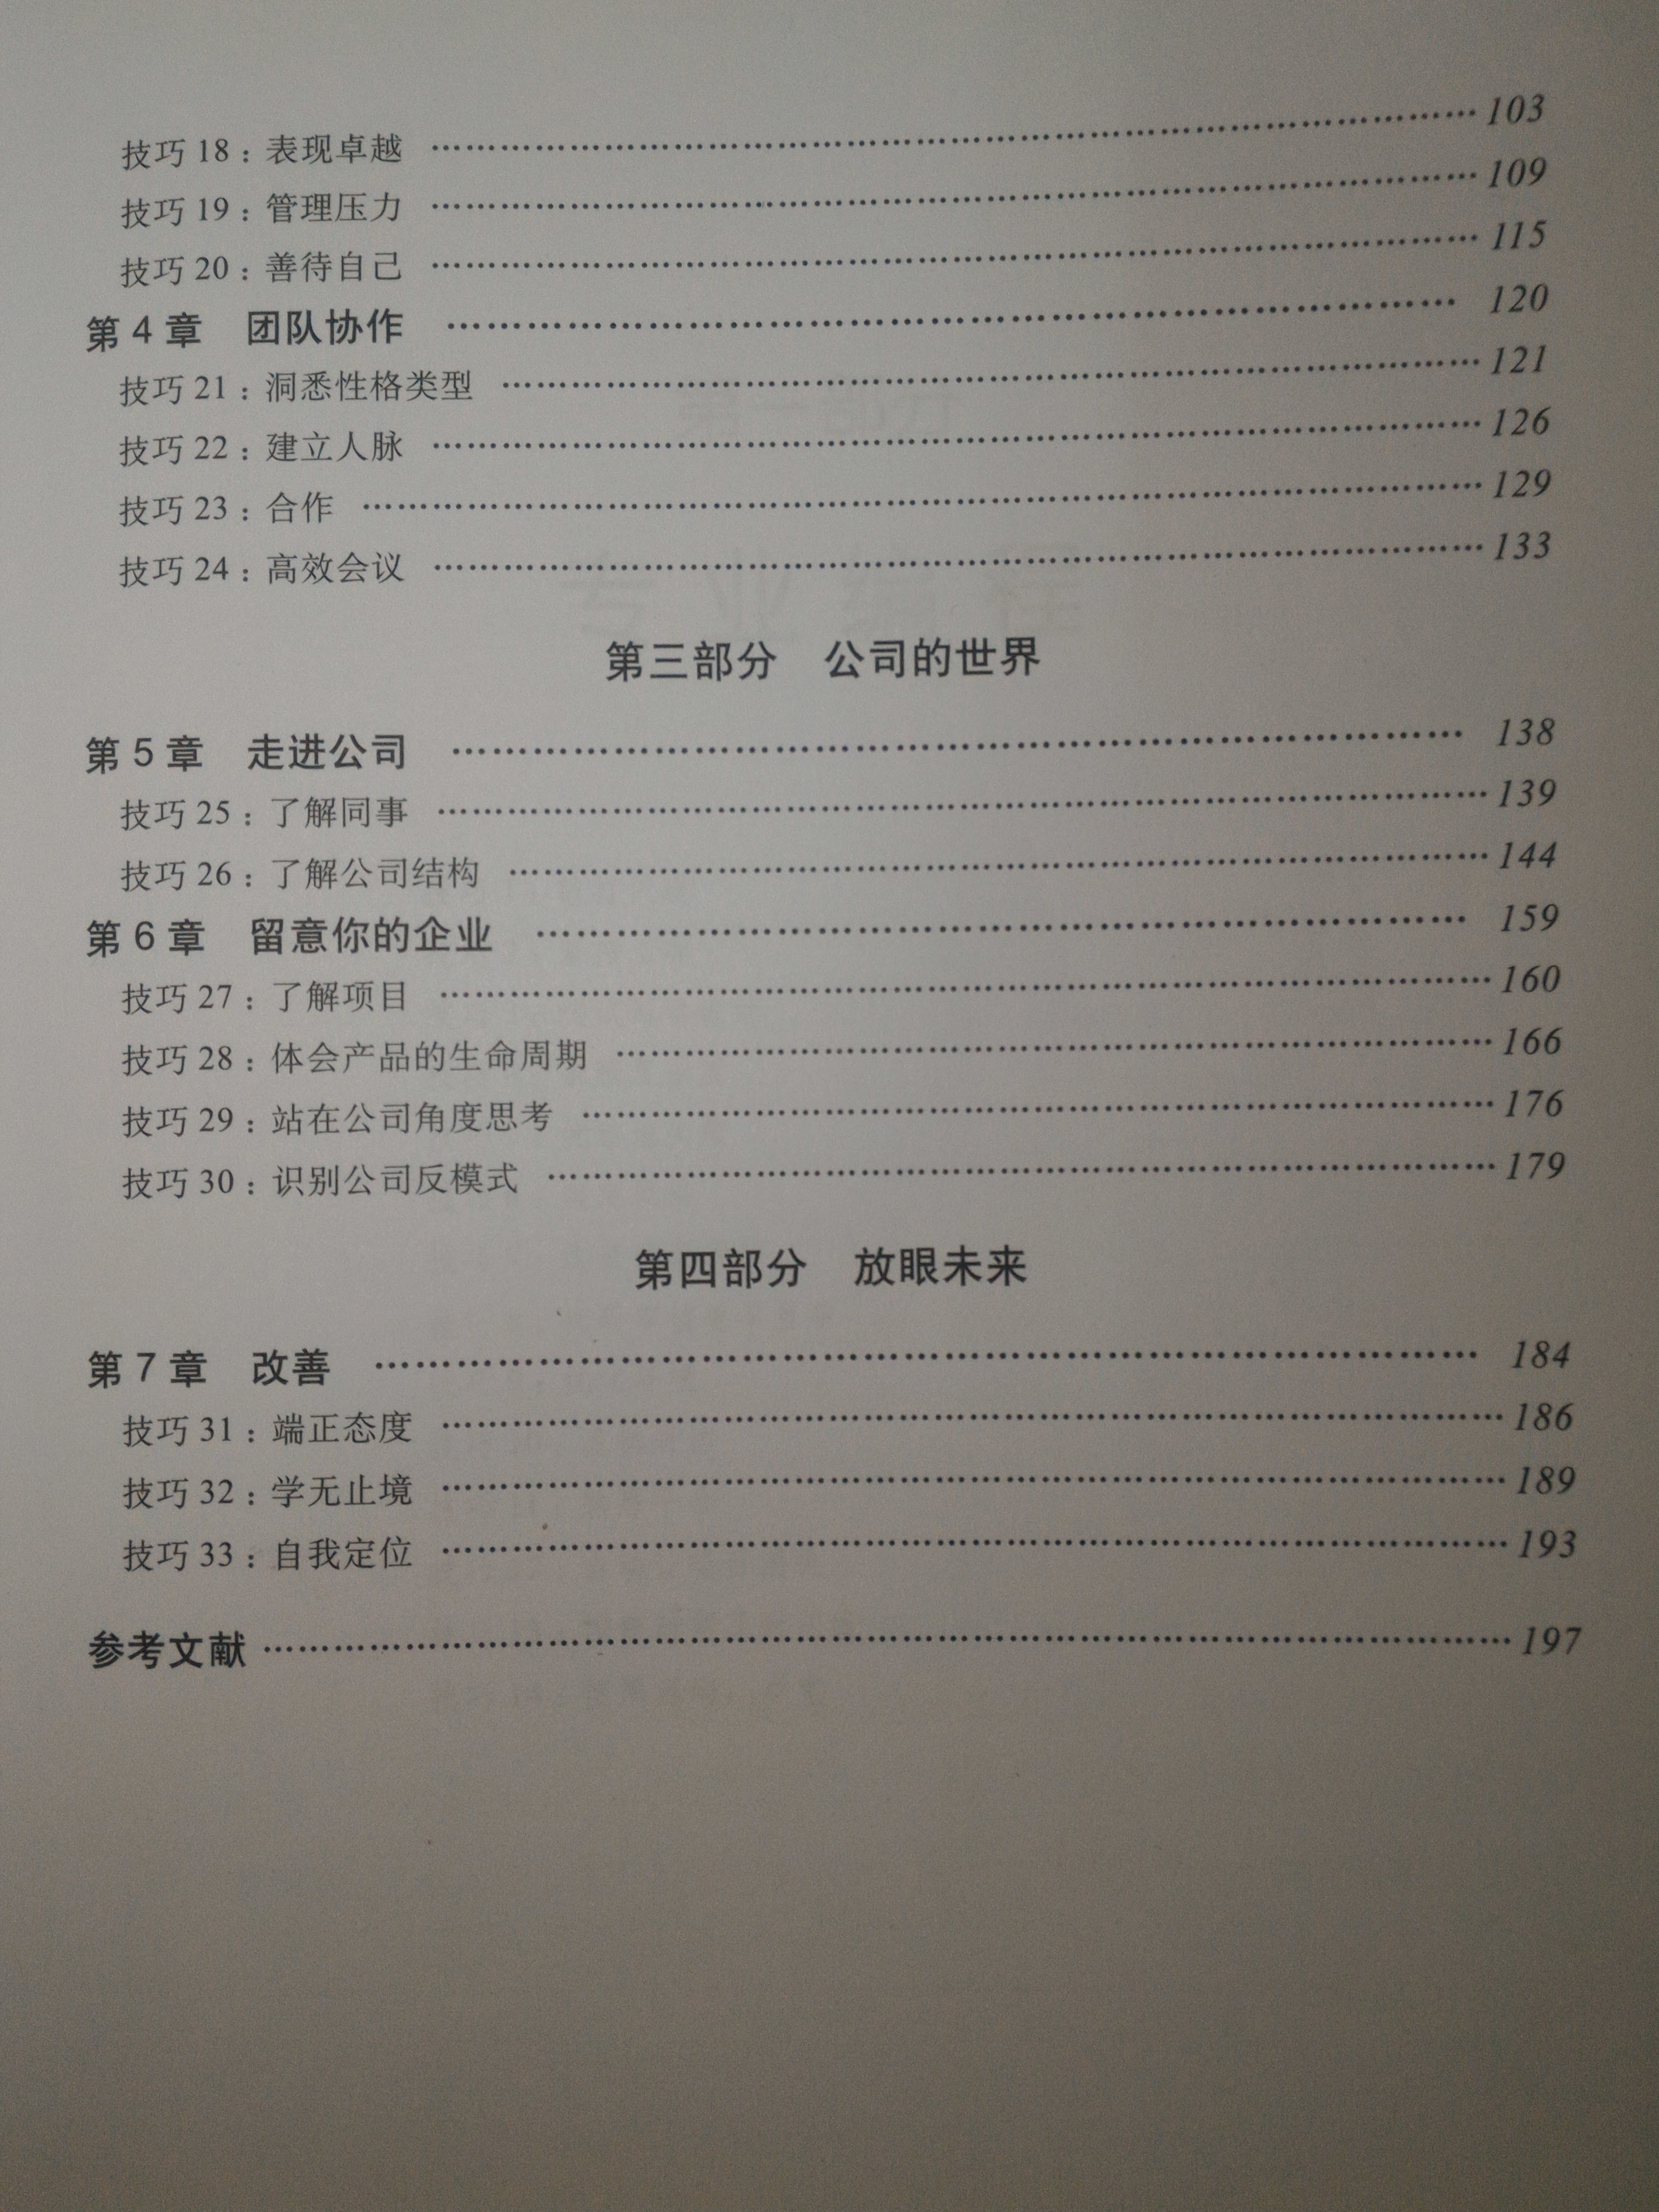 技巧 18：表现卓越 …… 103
技巧 19：管理压力 …… 109
技巧 20：善待自己 …… 115
第 4 章　团队协作 …… 120
技巧 21：洞悉性格类型 …… 121
技巧 22：建立人脉 …… 126
技巧 23：合作 …… 129
技巧 24：高效会议 …… 133
第三部分　公司的世界
第 5 章　走进公司 …… 138
技巧 25：了解同事 …… 139
技巧 26：了解公司结构 …… 144
第 6 章　留意你的企业 …… 159
技巧 27：了解项目 …… 160
技巧 28：体会产品的生命周期 …… 166
技巧 29：站在公司角度思考 …… 176
技巧 30：识别公司反模式 …… 179
第四部分　放眼未来
第 7 章　改善 …… 184
技巧 31：端正态度 …… 186
技巧 32：学无止境 …… 189
技巧 33：自我定位 …… 193
参考文献 …… 197